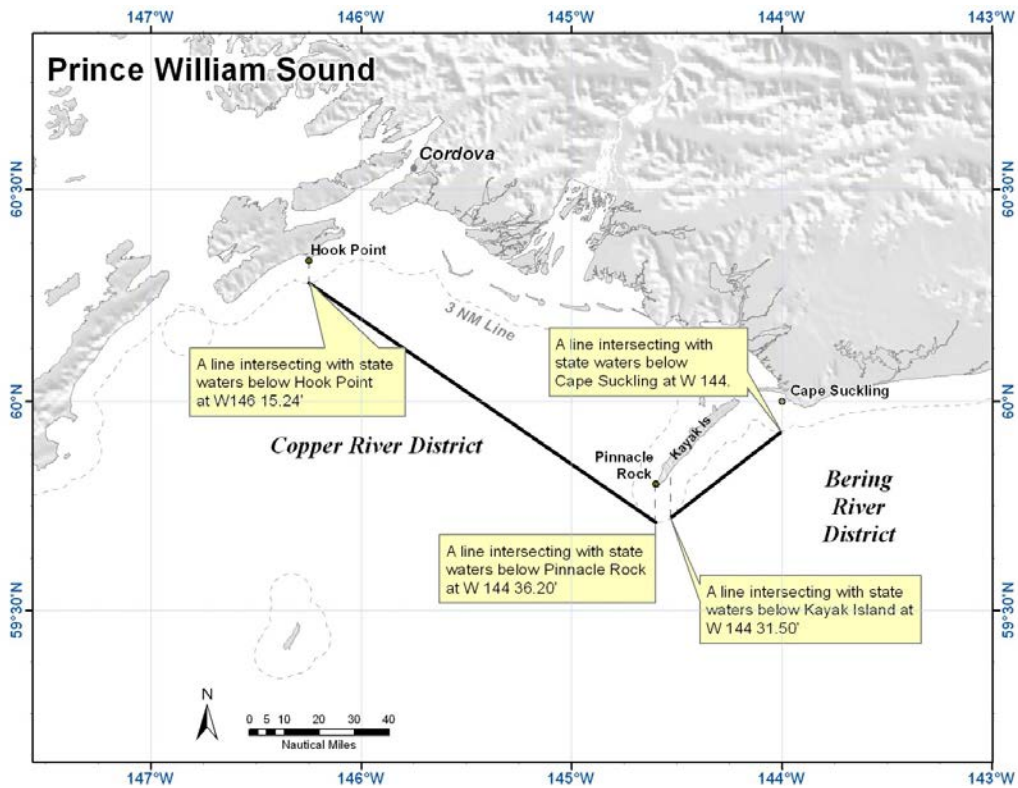 147°W 146°W 145°W 144°W 143°W
Prince William Sound
Cordova
60°30'N 60°30'N
Hook Point
3 NM Line
A line intersecting with state
waters below Hook Point
at W146 15.24'
A line intersecting with
state waters below
Cape Suckling at W 144.
Cape Suckling
60°N 60°N
Copper River District
Kayak Is
Pinnacle
Rock
Bering
River
District
A line intersecting with state
waters below Pinnacle Rock
at W 144 36.20'
A line intersecting with state
waters below Kayak Island at
W 144 31.50'
59°30'N 59°30'N
N
0 5 10 20 30 40
Nautical Miles
147°W 146°W 145°W 144°W 143°W